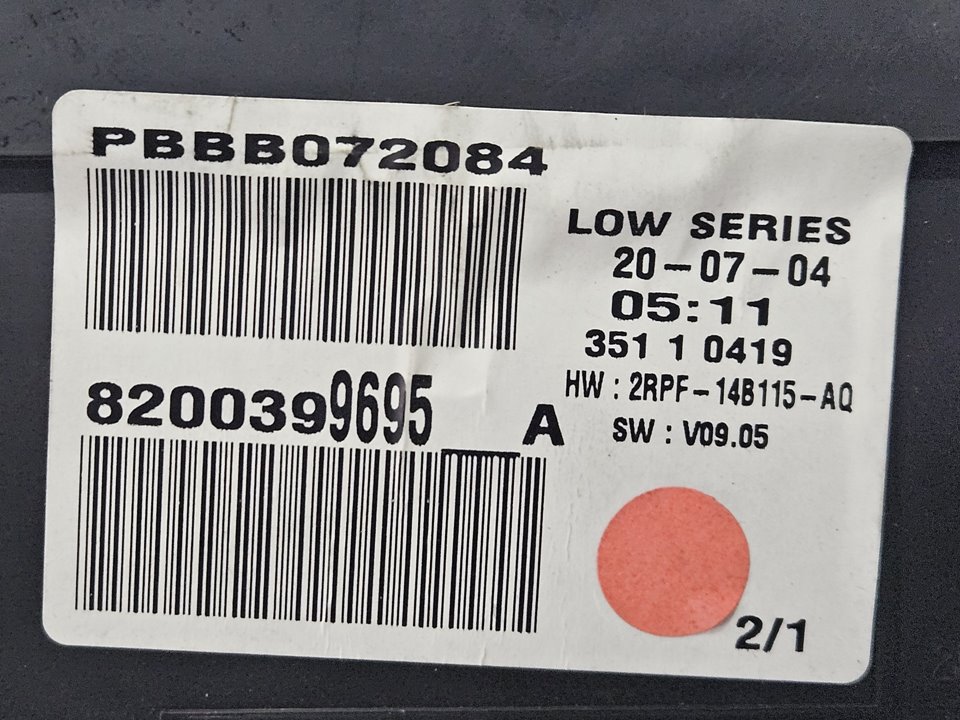 PBBB072084
8200399695___A
LOW SERIES
20-07-04
05:11
351 1 0419
HW : 2RPF-14B115-AQ
SW : V09.05
2/1